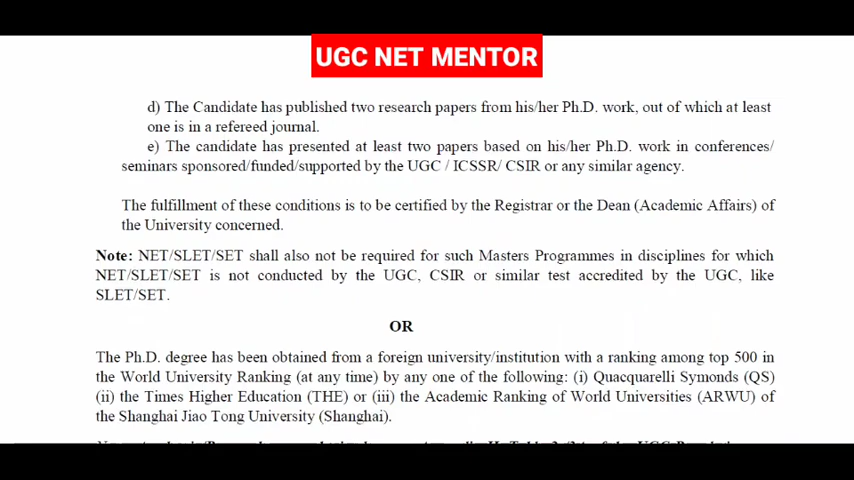 UGC NET MENTOR
d) The Candidate has published two research papers from his/her Ph.D. work, out of which at least
one is in a refereed journal.
e) The candidate has presented at least two papers based on his/her Ph.D. work in conferences/
seminars sponsored/funded/supported by the UGC / ICSSR/ CSIR or any similar agency.
The fulfillment of these conditions is to be certified by the Registrar or the Dean (Academic Affairs) of
the University concerned.
Note: NET/SLET/SET shall also not be required for such Masters Programmes in disciplines for which
NET/SLET/SET is not conducted by the UGC, CSIR or similar test accredited by the UGC, like
SLET/SET.
OR
The Ph.D. degree has been obtained from a foreign university/institution with a ranking among top 500 in
the World University Ranking (at any time) by any one of the following: (i) Quacquarelli Symonds (QS)
(ii) the Times Higher Education (THE) or (iii) the Academic Ranking of World Universities (ARWU) of
the Shanghai Jiao Tong University (Shanghai).